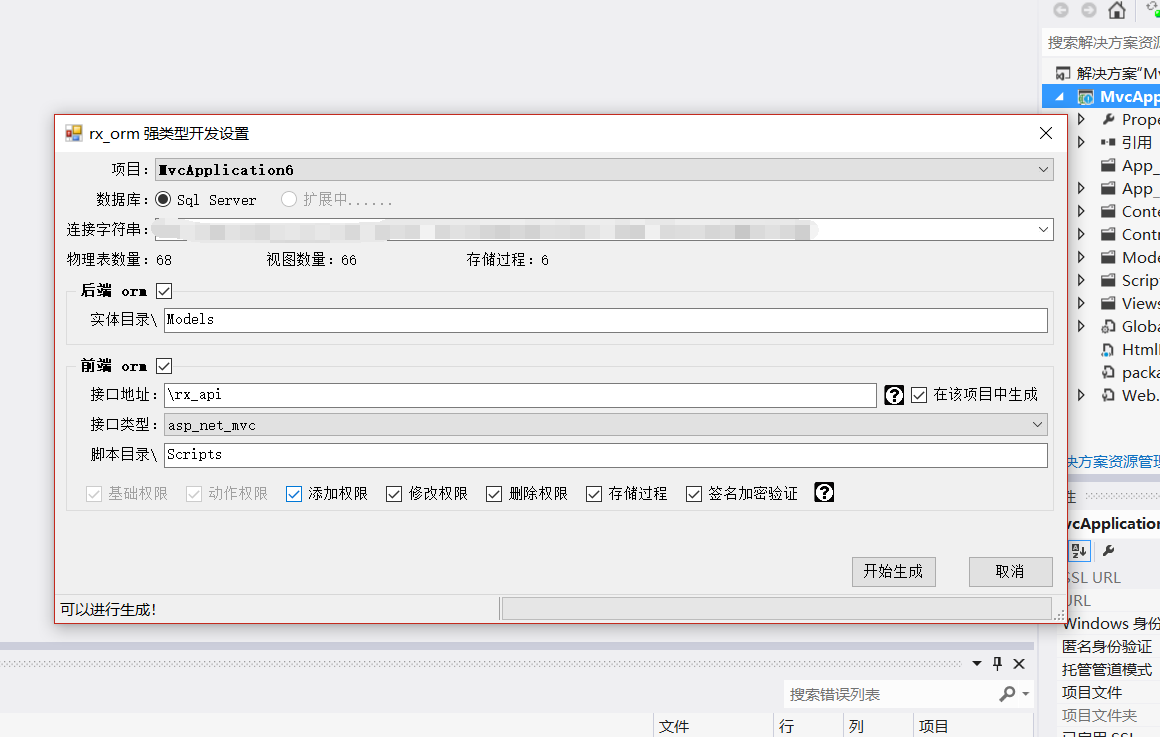 搜索解决方案资源
解决方案"Mv
MvcApp
rx_orm 强类型开发设置
Prope
项目: MvcApplication6
引用
App_
数据库: Sql Server 扩展中......
App_
Conte
连接字符串:
Contr
物理表数量: 68 视图数量: 66 存储过程: 6
Mode
Scrip
后端 orm
Views
实体目录\ Models
Globa
Html
前端 orm
packa
接口地址: \rx_api ? 在该项目中生成
Web.
接口类型: asp_net_mvc
脚本目录\ Scripts
决方案资源管理
基础权限 动作权限 添加权限 修改权限 删除权限 存储过程 签名加密验证 ?
性
vcApplication
开始生成 取消
SSL URL
URL
可以进行生成!
Windows 身份
匿名身份验证
托管管道模式
搜索错误列表
项目文件
项目文件夹
文件 行 列 项目
已启用 SSL